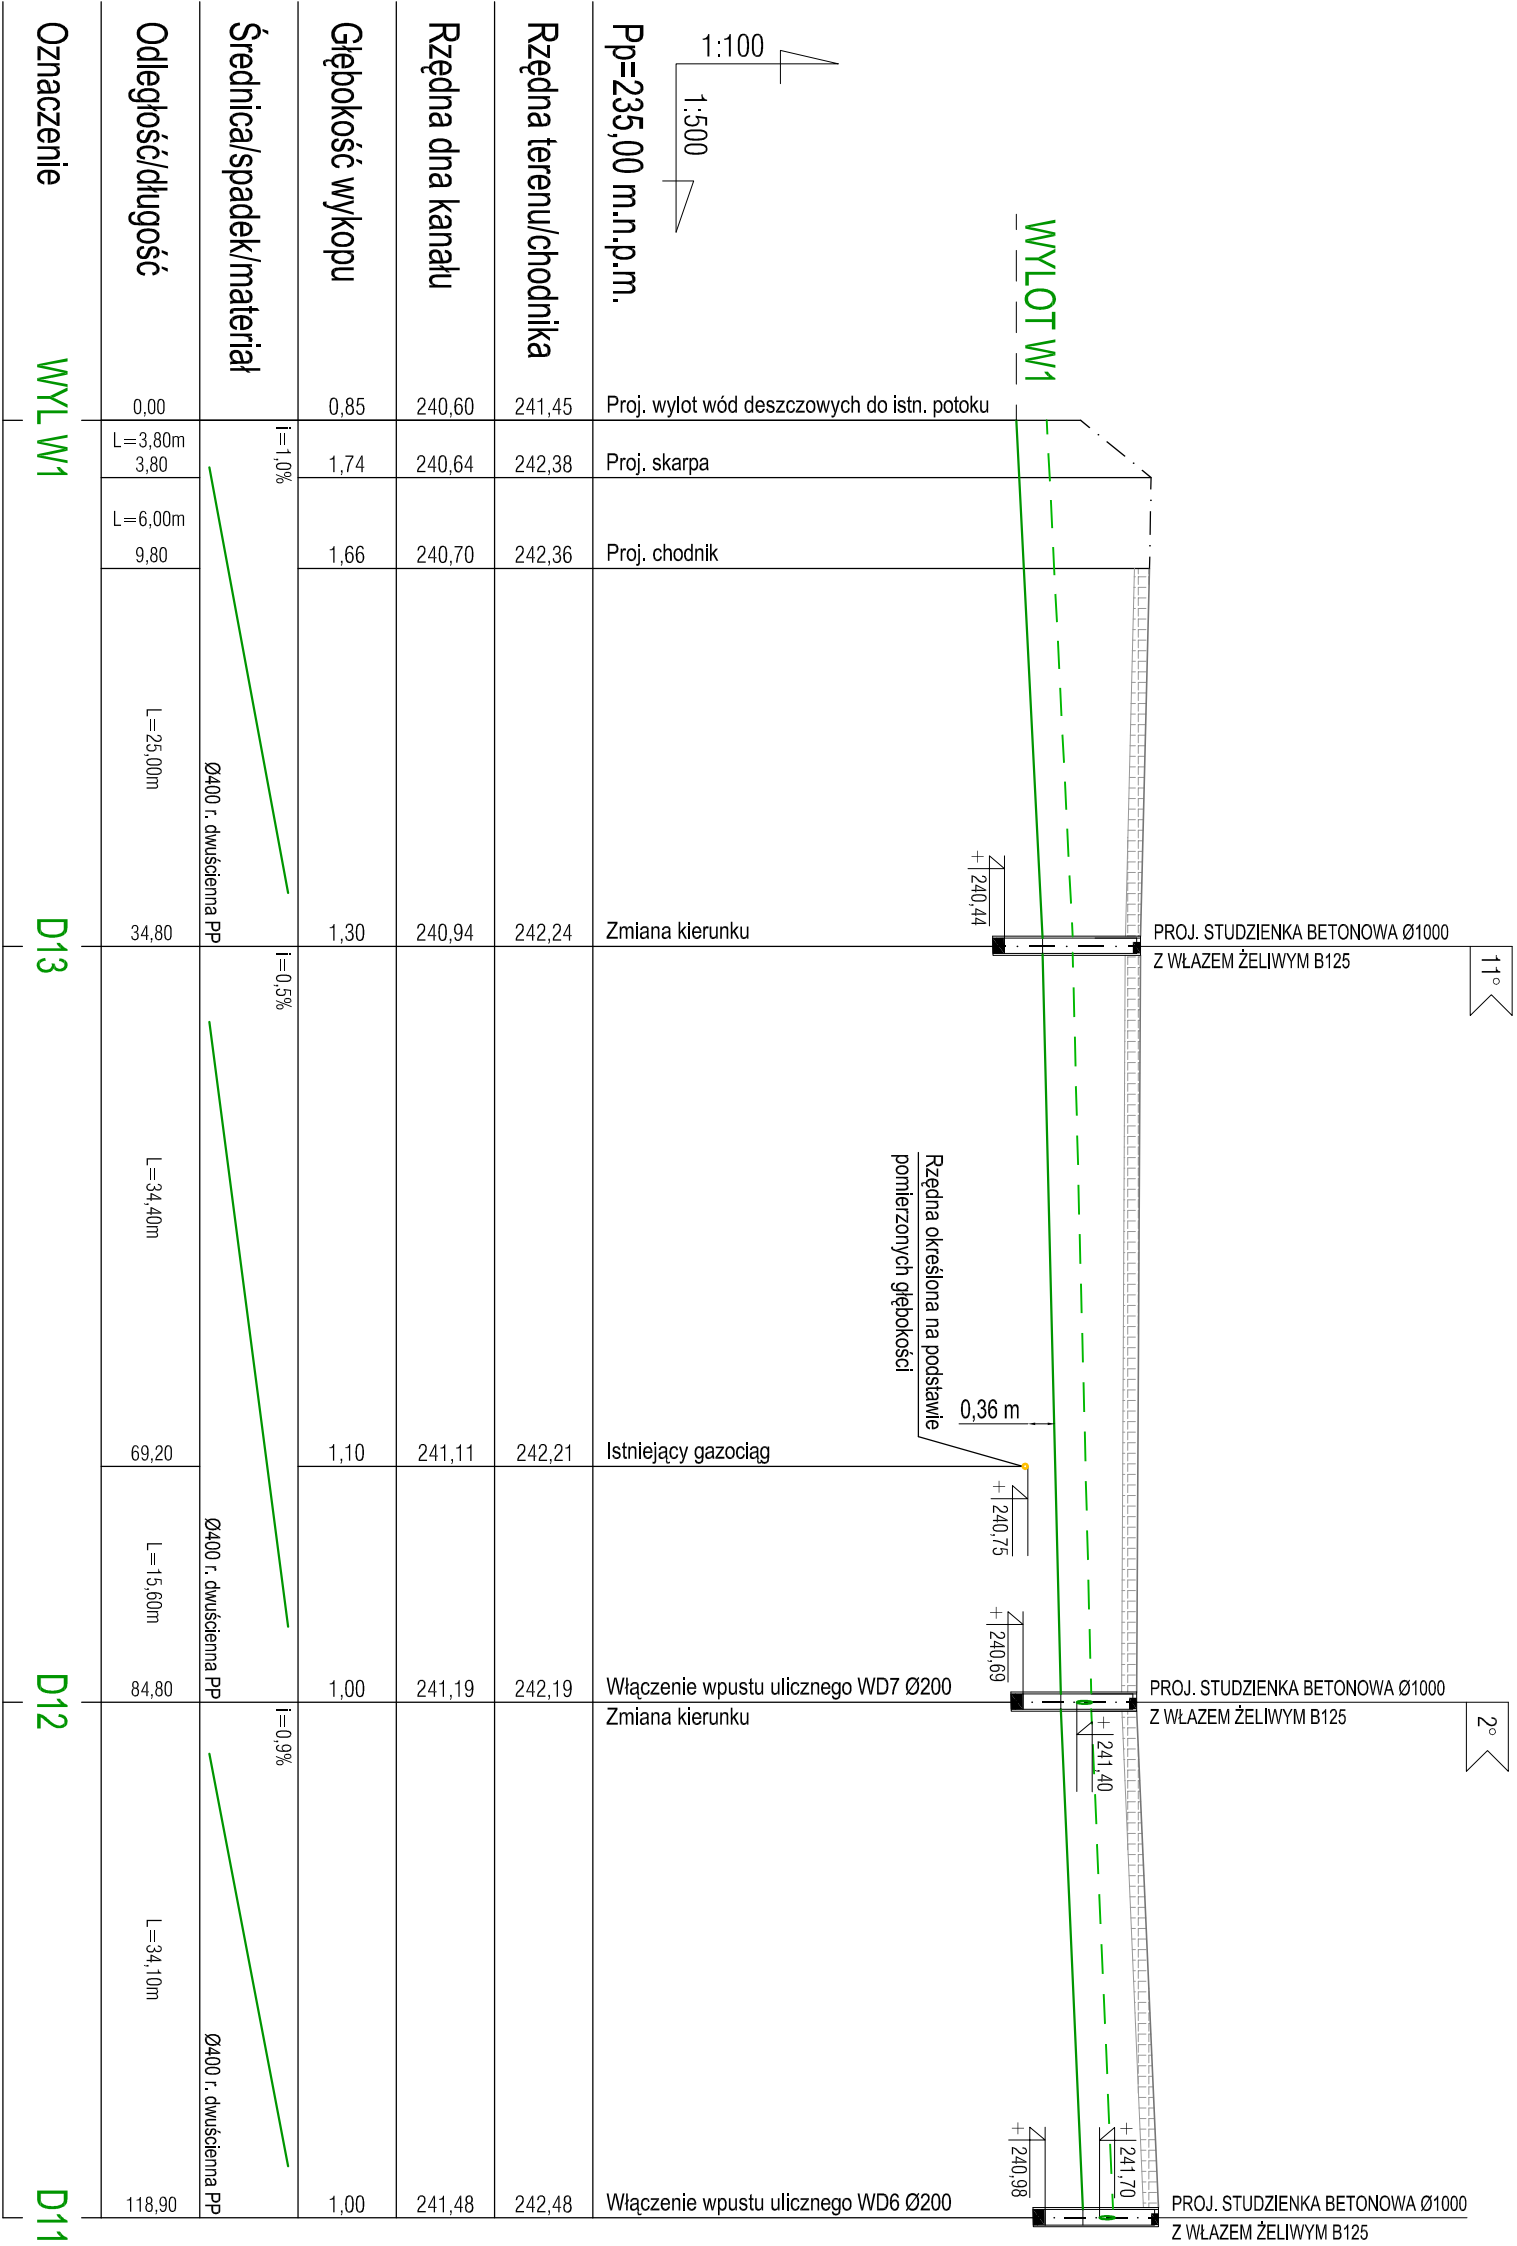 1:100
1:500
WYLOT W1
PROJ. STUDZIENKA BETONOWA Ø1000
Z WŁAZEM ŻELIWYM B125
11°
PROJ. STUDZIENKA BETONOWA Ø1000
Z WŁAZEM ŻELIWYM B125
2°
PROJ. STUDZIENKA BETONOWA Ø1000
Z WŁAZEM ŻELIWYM B125
+ 240,44
Rzędna określona na podstawie
pomierzonych głębokości
0,36 m
+ 240,75
+ 240,69
+ 241,40
+ 241,70
+ 240,98
Pp=235,00 m.n.p.m.
Proj. wylot wód deszczowych do istn. potoku
Proj. skarpa
Proj. chodnik
Zmiana kierunku
Istniejący gazociąg
Włączenie wpustu ulicznego WD7 Ø200
Zmiana kierunku
Włączenie wpustu ulicznego WD6 Ø200
Rzędna terenu/chodnika
241,45
242,38
242,36
242,24
242,21
242,19
242,48
Rzędna dna kanału
240,60
240,64
240,70
240,94
241,11
241,19
241,48
Głębokość wykopu
0,85
1,74
1,66
1,30
1,10
1,00
1,00
Średnica/spadek/materiał
i=1,0%
Ø400 r. dwuścienna PP
i=0,5%
Ø400 r. dwuścienna PP
i=0,9%
Ø400 r. dwuścienna PP
Odległość/długość
0,00
L=3,80m
3,80
L=6,00m
9,80
L=25,00m
34,80
L=34,40m
69,20
L=15,60m
84,80
L=34,10m
118,90
Oznaczenie
WYL W1
D13
D12
D11